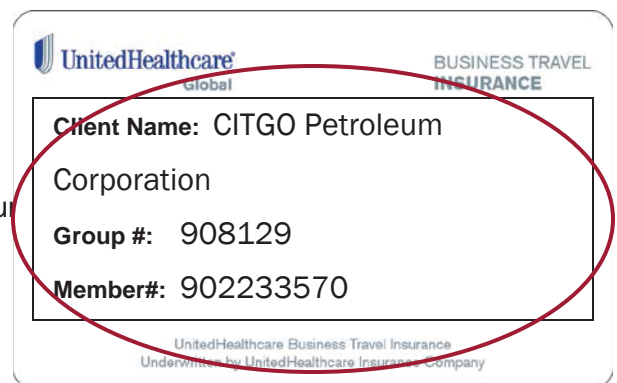 UnitedHealthcare®
Global
BUSINESS TRAVEL
INSURANCE
Client Name: CITGO Petroleum
Corporation
Group #: 908129
Member#: 902233570
UnitedHealthcare Business Travel Insurance
Underwritten by UnitedHealthcare Insurance Company